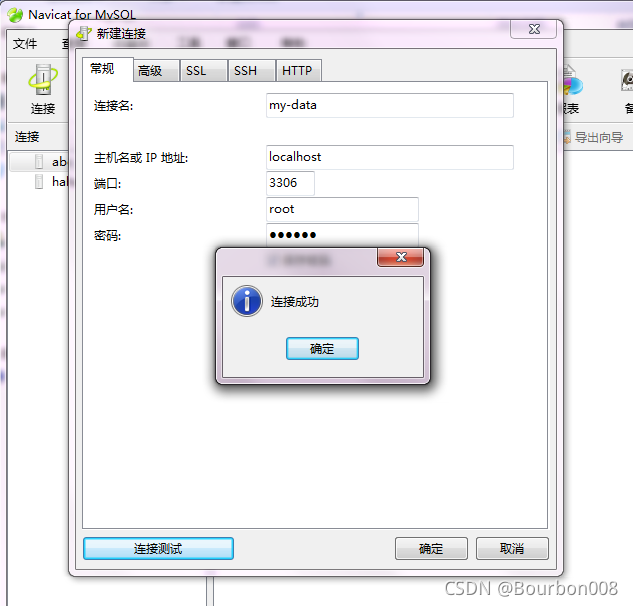 Navicat for MySQL
文件
新建连接
连接
常规 高级 SSL SSH HTTP
连接名: my-data
连接
导出向导
主机名或 IP 地址: localhost
端口: 3306
用户名: root
密码: ●●●●●●
连接成功
确定
连接测试 确定 取消
CSDN @Bourbon008